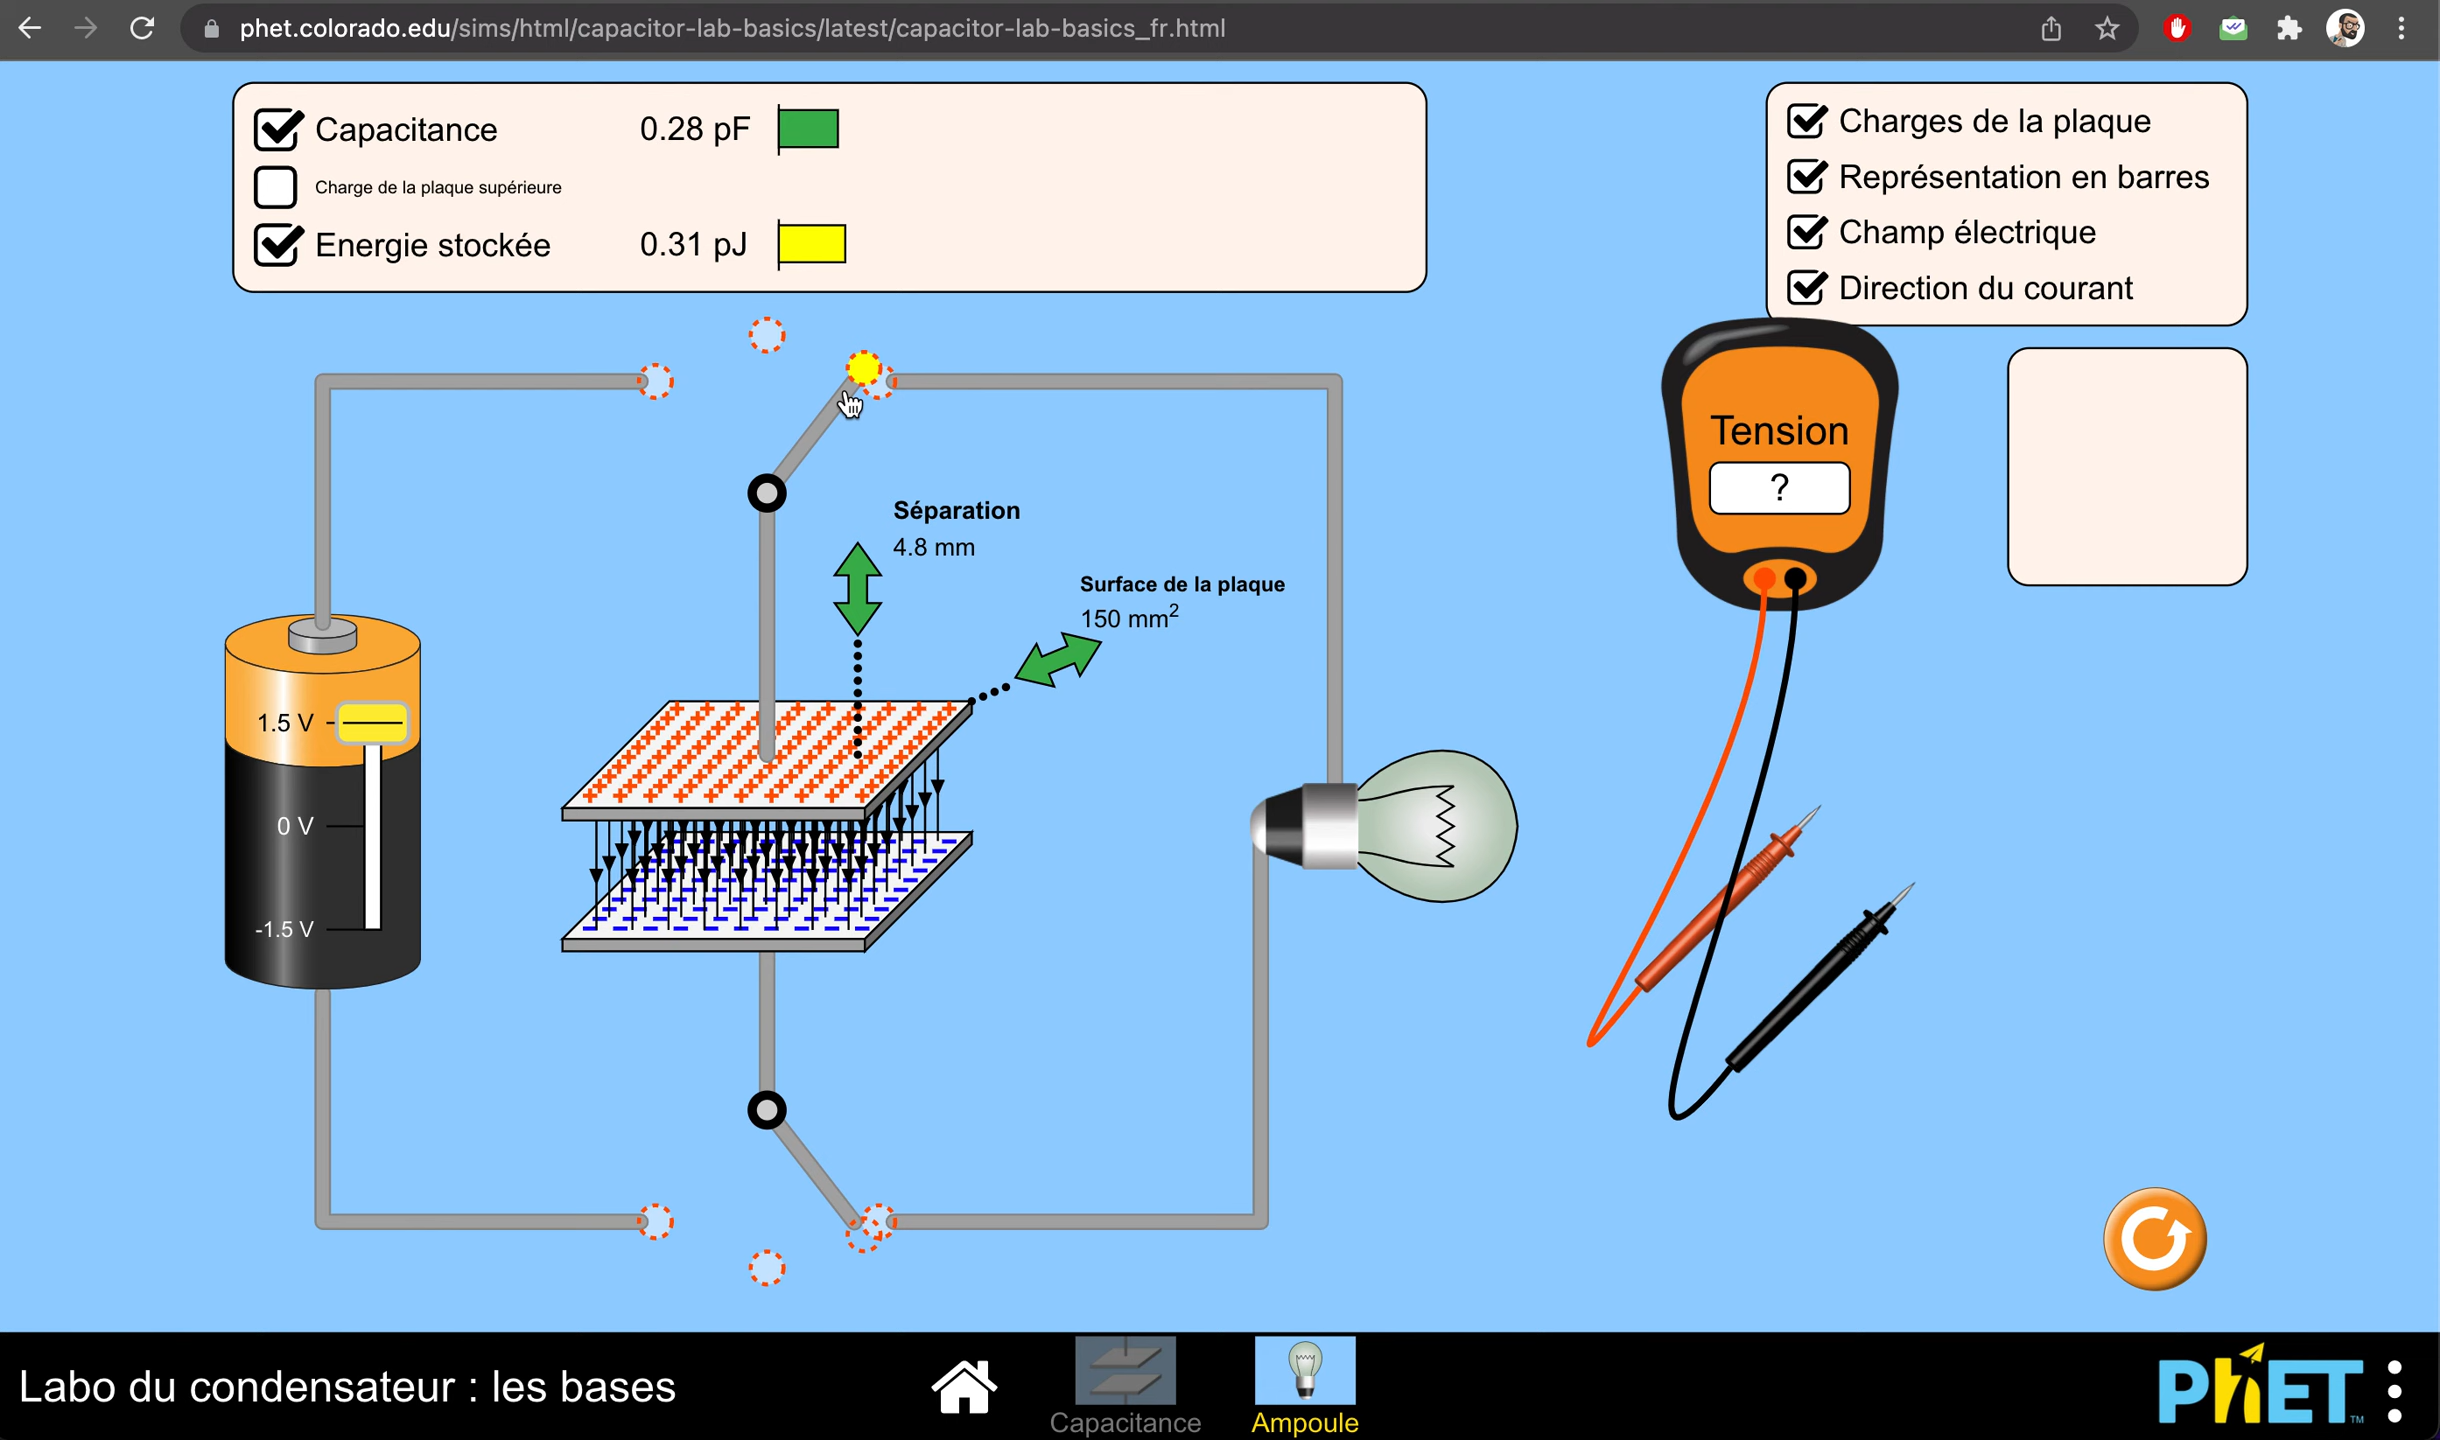 phet.colorado.edu/sims/html/capacitor-lab-basics/latest/capacitor-lab-basics_fr.html
Capacitance 0.28 pF
Charge de la plaque supérieure
Energie stockée 0.31 pJ
Charges de la plaque
Représentation en barres
Champ électrique
Direction du courant
Tension
?
Séparation
4.8 mm
Surface de la plaque
150 mm²
1.5 V
0 V
-1.5 V
Labo du condensateur : les bases
Capacitance
Ampoule
PhET™